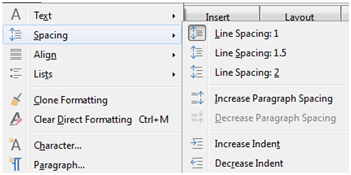 Text
Spacing
Align
Lists
Clone Formatting
Clear Direct Formatting Ctrl+M
Character...
Paragraph...
Insert Layout
Line Spacing: 1
Line Spacing: 1.5
Line Spacing: 2
Increase Paragraph Spacing
Decrease Paragraph Spacing
Increase Indent
Decrease Indent